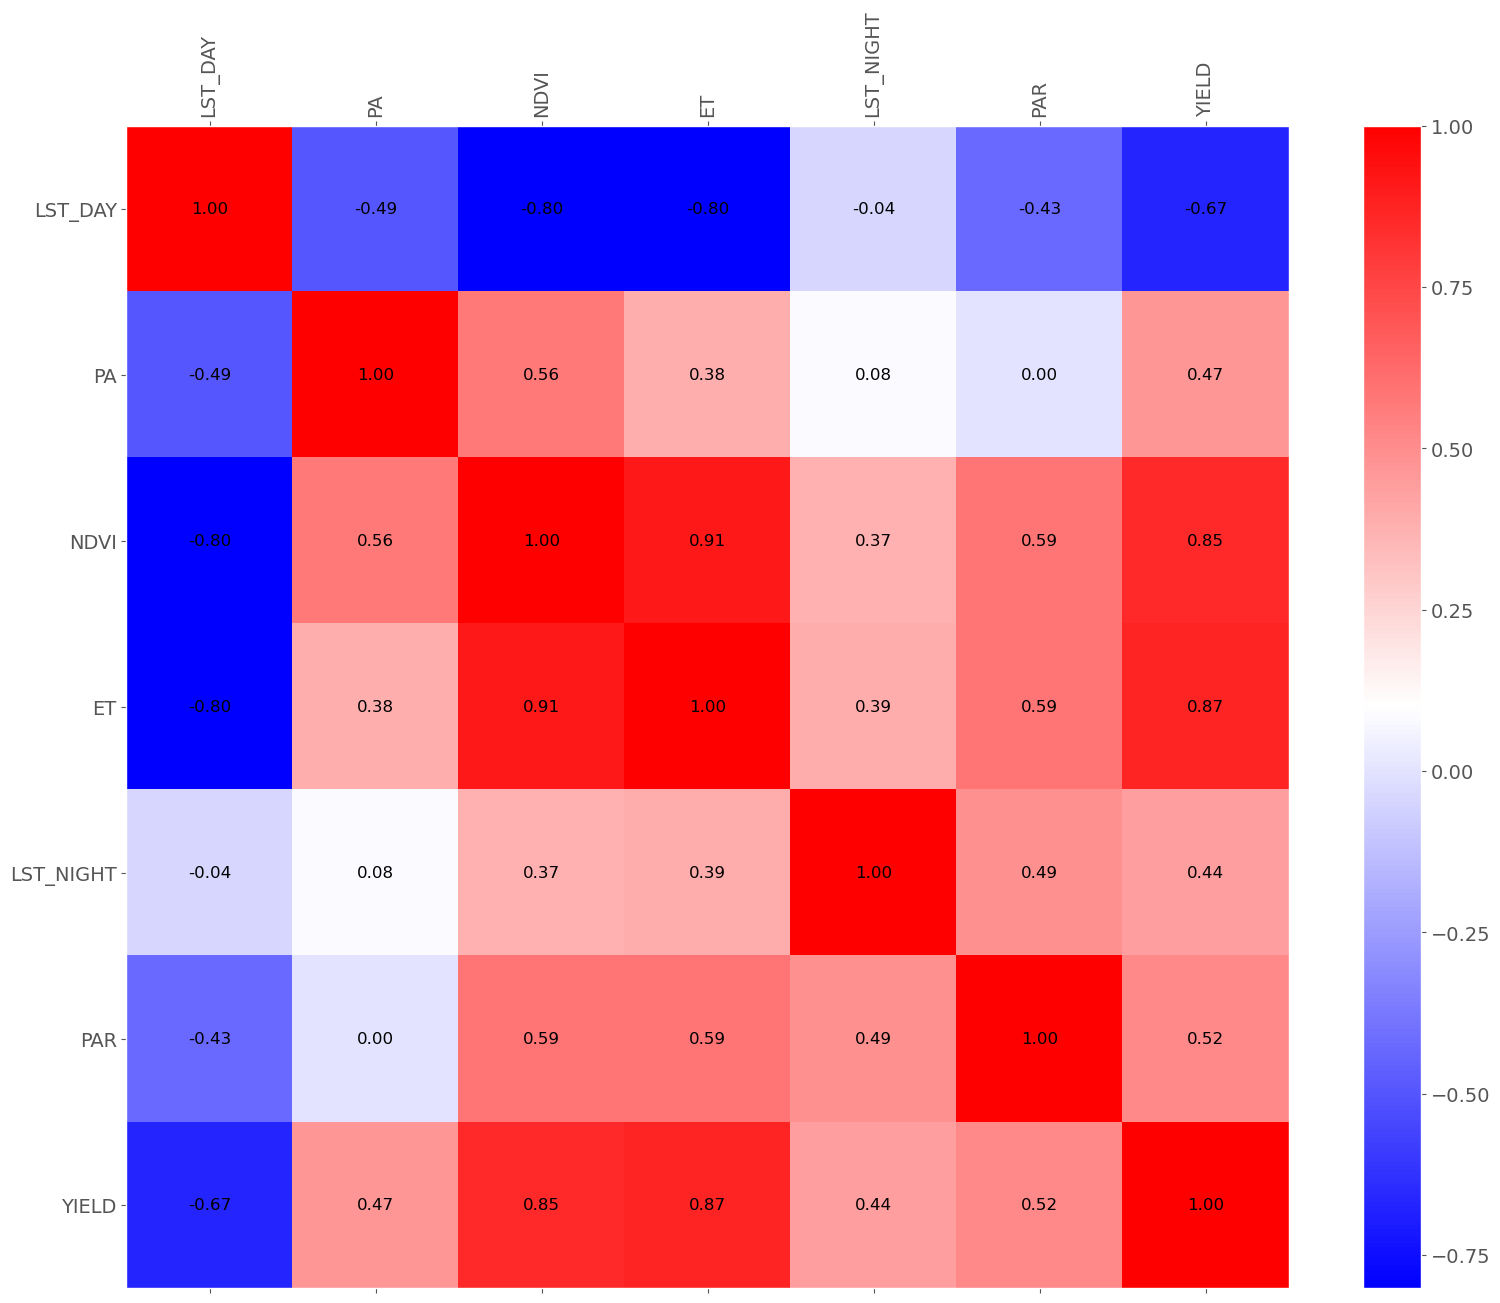 LST_DAY PA NDVI ET LST_NIGHT PAR YIELD
LST_DAY 1.00 -0.49 -0.80 -0.80 -0.04 -0.43 -0.67
PA -0.49 1.00 0.56 0.38 0.08 0.00 0.47
NDVI -0.80 0.56 1.00 0.91 0.37 0.59 0.85
ET -0.80 0.38 0.91 1.00 0.39 0.59 0.87
LST_NIGHT -0.04 0.08 0.37 0.39 1.00 0.49 0.44
PAR -0.43 0.00 0.59 0.59 0.49 1.00 0.52
YIELD -0.67 0.47 0.85 0.87 0.44 0.52 1.00
1.00
0.75
0.50
0.25
0.00
−0.25
−0.50
−0.75